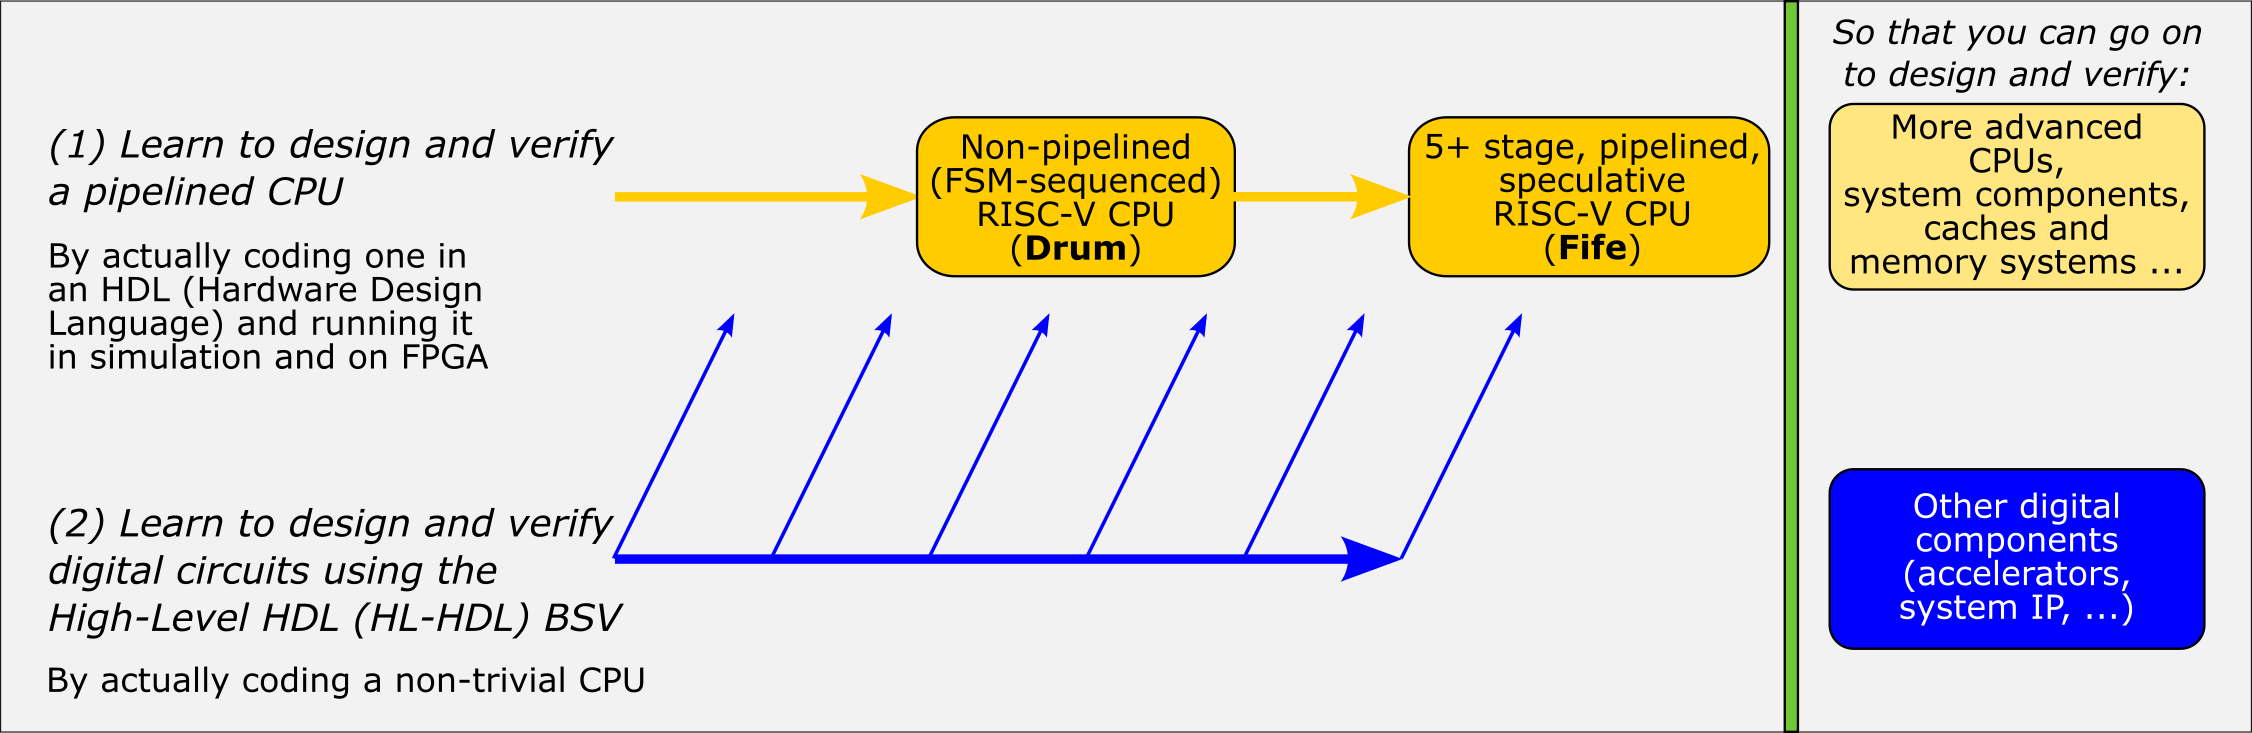 (1) Learn to design and verify
a pipelined CPU
By actually coding one in
an HDL (Hardware Design
Language) and running it
in simulation and on FPGA
Non-pipelined
(FSM-sequenced)
RISC-V CPU
(Drum)
5+ stage, pipelined,
speculative
RISC-V CPU
(Fife)
(2) Learn to design and verify
digital circuits using the
High-Level HDL (HL-HDL) BSV
By actually coding a non-trivial CPU
So that you can go on
to design and verify:
More advanced
CPUs,
system components,
caches and
memory systems ...
Other digital
components
(accelerators,
system IP, ...)